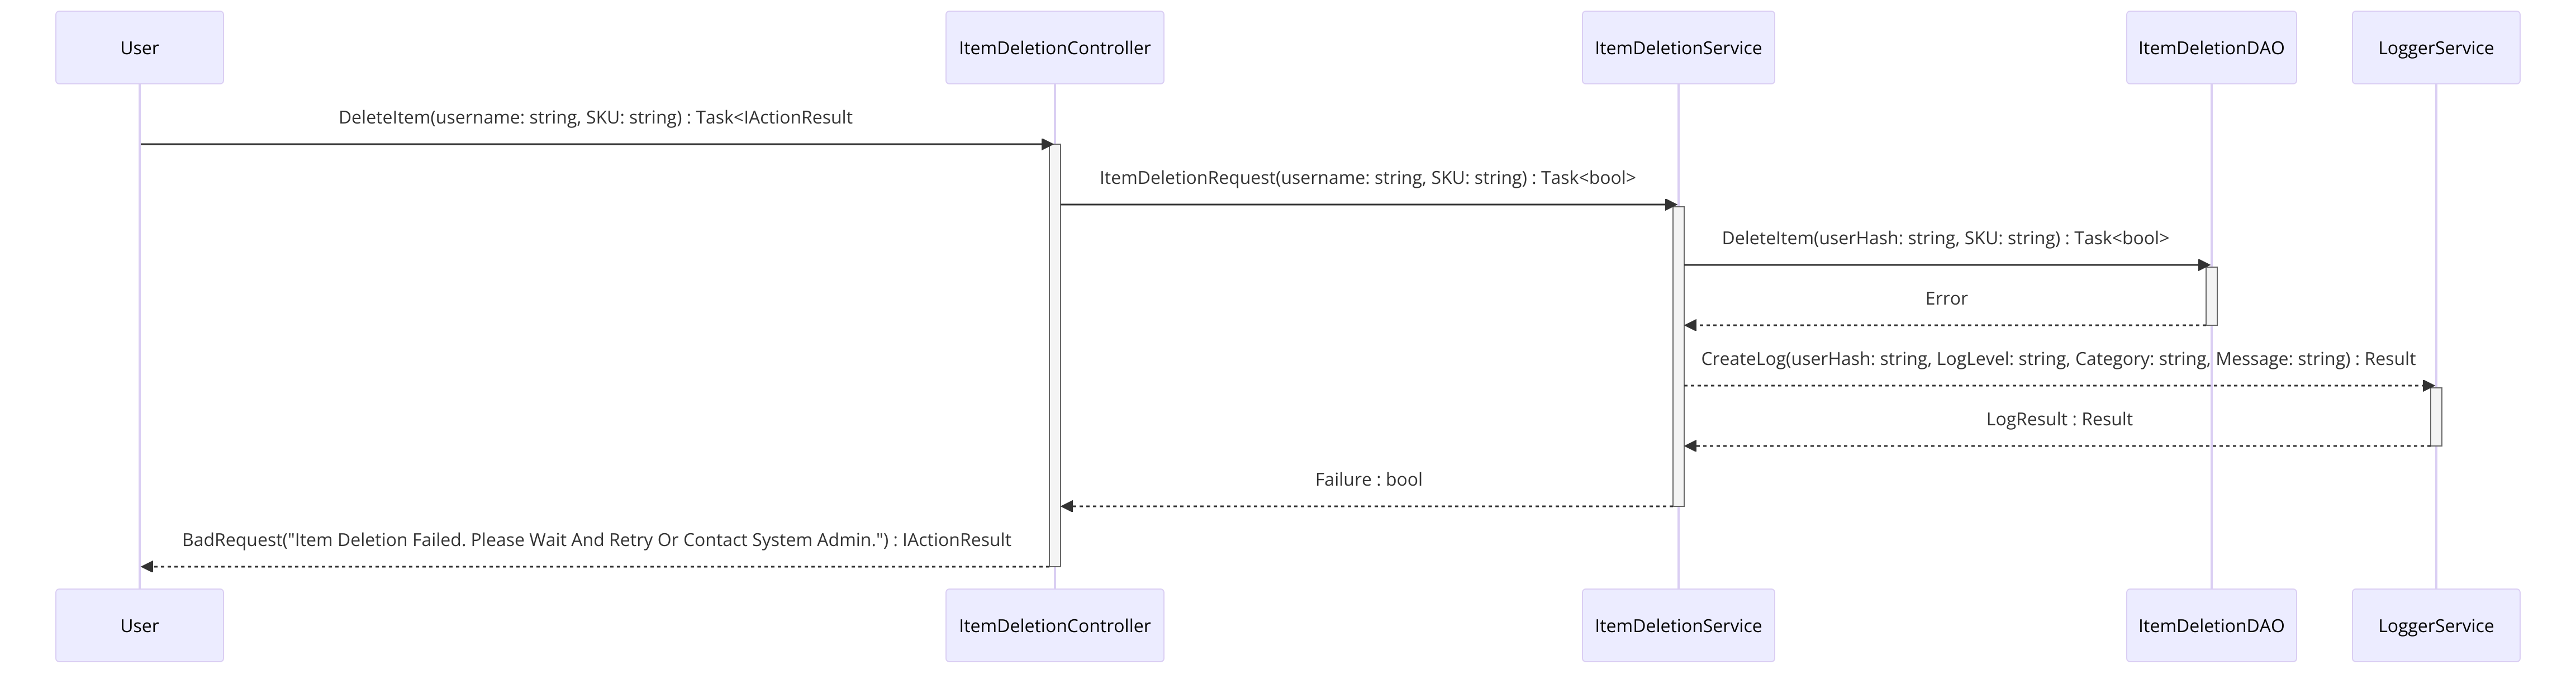 User
ItemDeletionController
ItemDeletionService
ItemDeletionDAO
LoggerService
DeleteItem(username: string, SKU: string) : Task<IActionResult
ItemDeletionRequest(username: string, SKU: string) : Task<bool>
DeleteItem(userHash: string, SKU: string) : Task<bool>
Error
CreateLog(userHash: string, LogLevel: string, Category: string, Message: string) : Result
LogResult : Result
Failure : bool
BadRequest("Item Deletion Failed. Please Wait And Retry Or Contact System Admin.") : IActionResult
User
ItemDeletionController
ItemDeletionService
ItemDeletionDAO
LoggerService